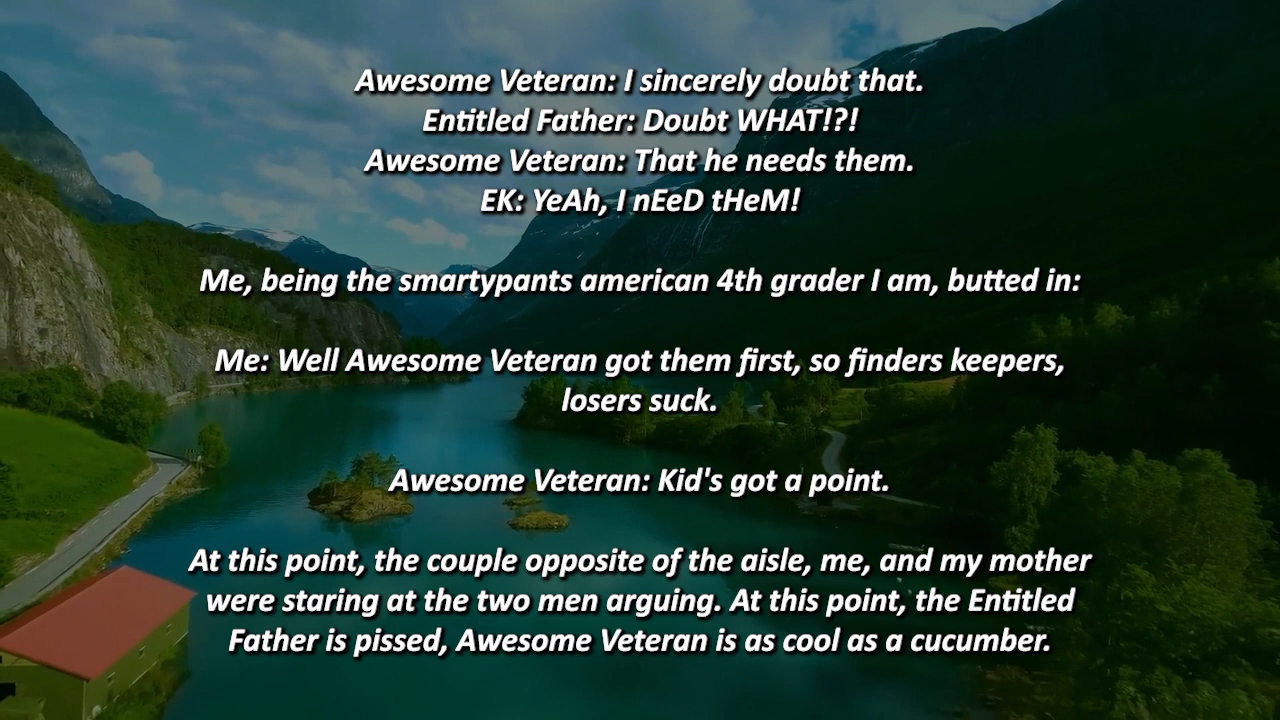 Awesome Veteran: I sincerely doubt that.
Entitled Father: Doubt WHAT!?!
Awesome Veteran: That he needs them.
EK: YeAh, I nEeD tHeM!
Me, being the smartypants american 4th grader I am, butted in:
Me: Well Awesome Veteran got them first, so finders keepers,
losers suck.
Awesome Veteran: Kid's got a point.
At this point, the couple opposite of the aisle, me, and my mother
were staring at the two men arguing. At this point, the Entitled
Father is pissed, Awesome Veteran is as cool as a cucumber.